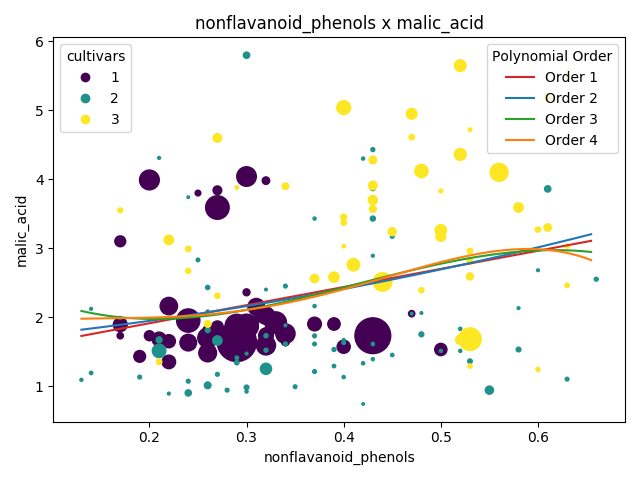 nonflavanoid_phenols x malic_acid
cultivars
1
2
3
Polynomial Order
Order 1
Order 2
Order 3
Order 4
malic_acid
6
5
4
3
2
1
0.2
0.3
0.4
0.5
0.6
nonflavanoid_phenols